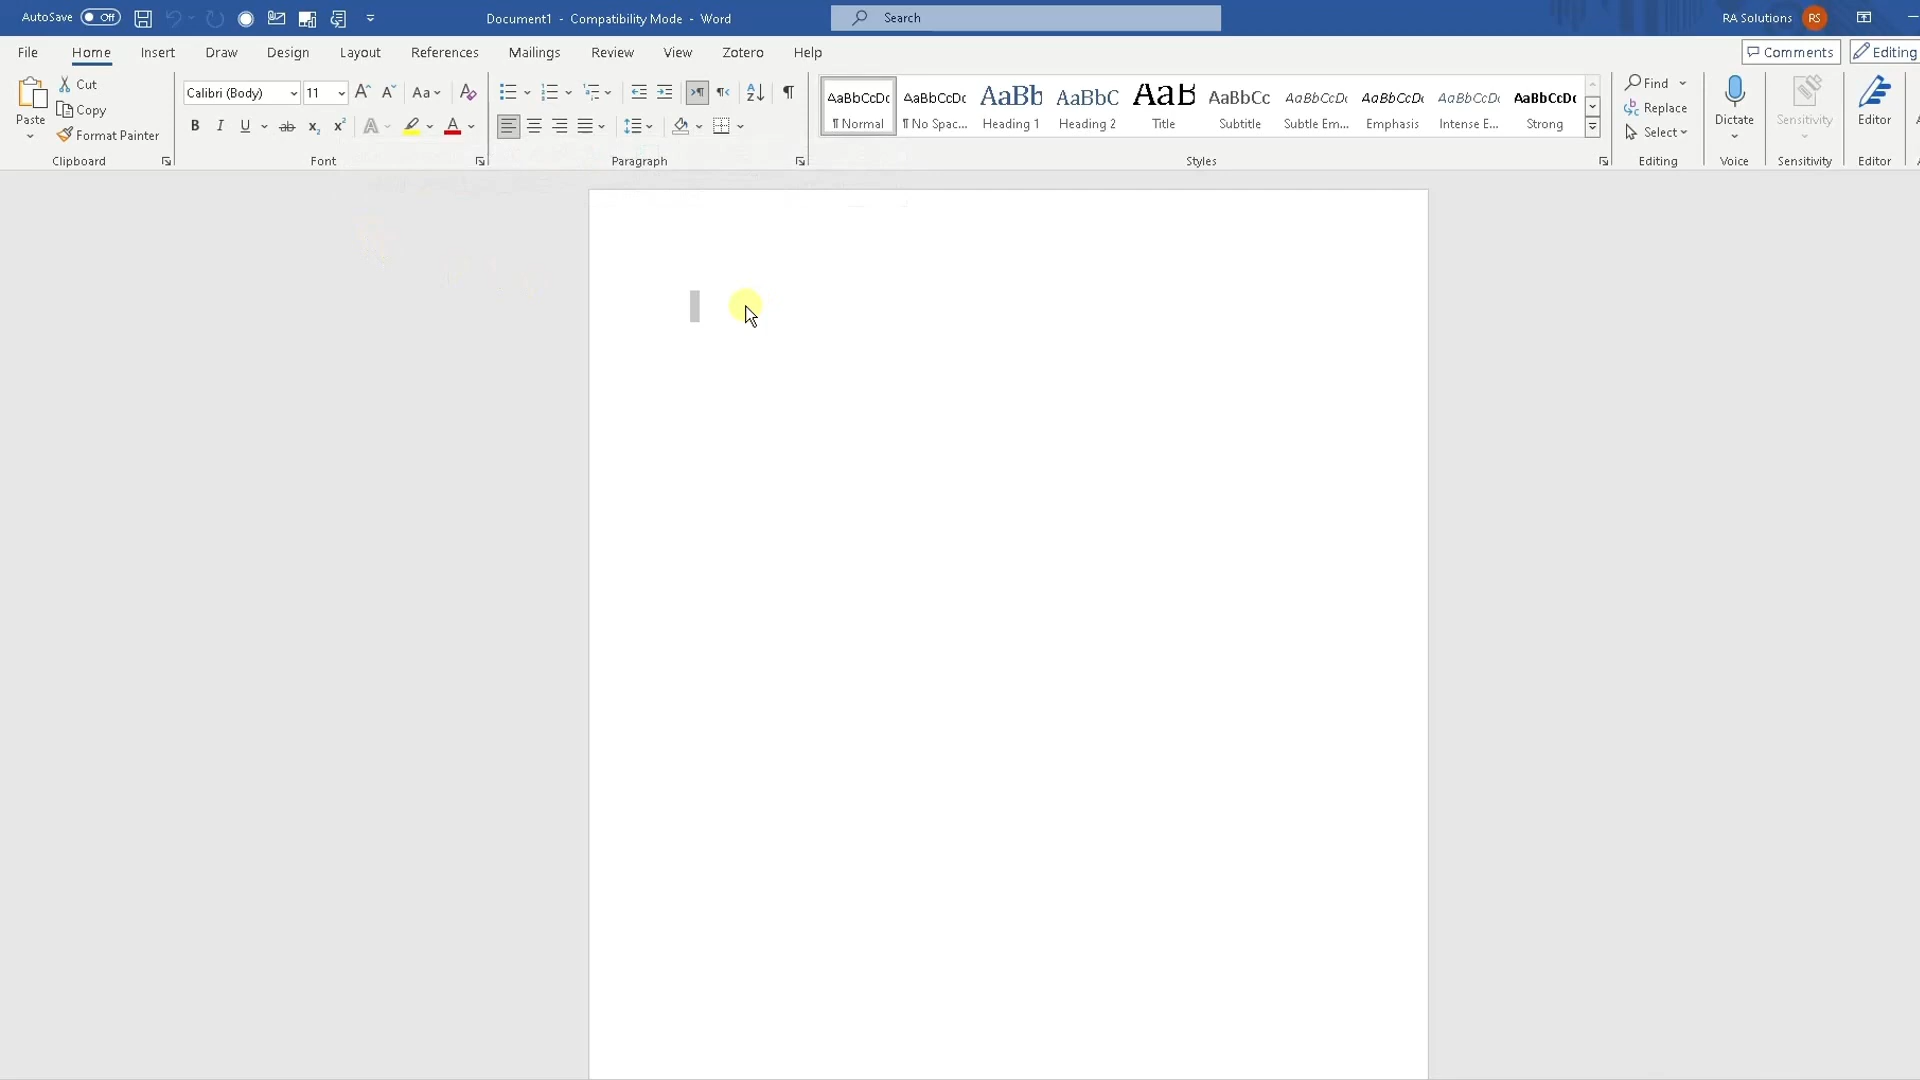 AutoSave Off Document1 - Compatibility Mode - Word Search RA Solutions RS
File Home Insert Draw Design Layout References Mailings Review View Zotero Help Comments Editing
Paste
Cut
Copy
Format Painter
Clipboard
Calibri (Body) 11 Aa
B I U ab x₂ x² A A
Font
Paragraph
AaBbCcDc AaBbCcDc AaBb AaBbC AaB AaBbCc AaBbCcDc AaBbCcDc AaBbCcDc AaBbCcDc
¶ Normal ¶ No Spac... Heading 1 Heading 2 Title Subtitle Subtle Em... Emphasis Intense E... Strong
Styles
Find
Replace
Select
Editing
Dictate
Voice
Sensitivity
Sensitivity
Editor
Editor